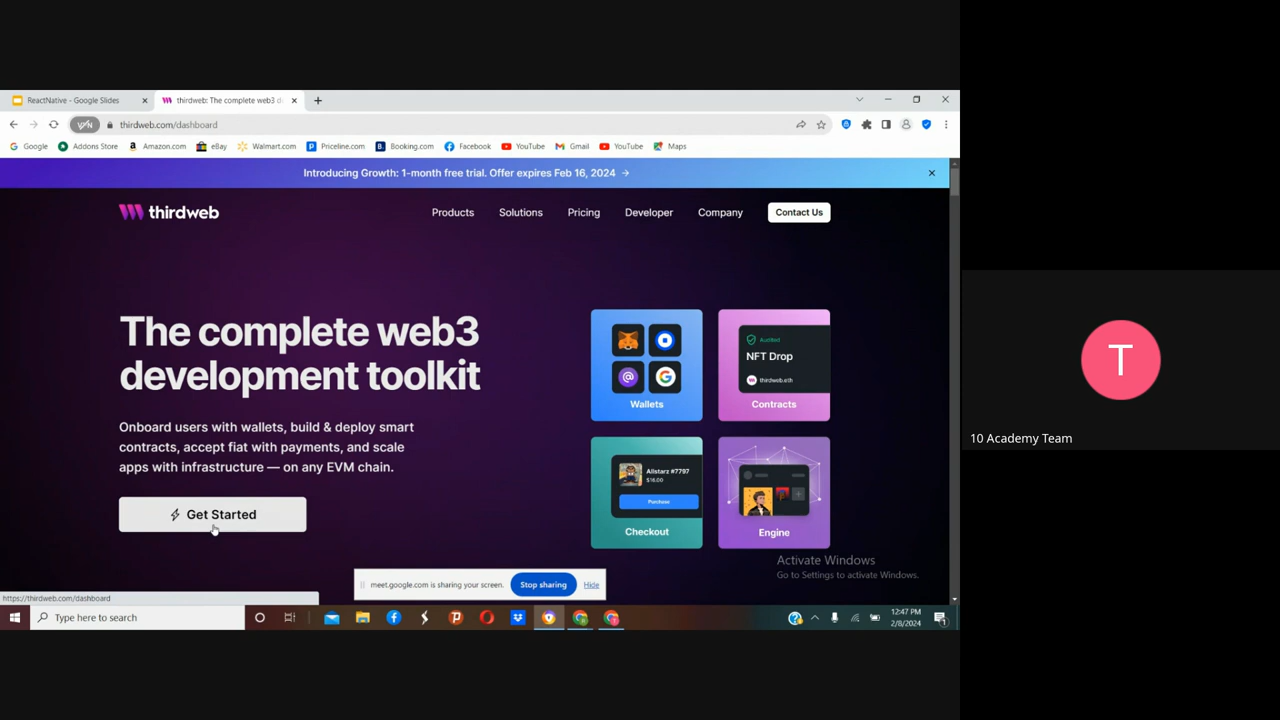 ReactNative - Google Slides
thirdweb: The complete web3 d
VPN
thirdweb.com/dashboard
Google
Addons Store
Amazon.com
eBay
Walmart.com
Priceline.com
Booking.com
Facebook
YouTube
Gmail
YouTube
Maps
Introducing Growth: 1-month free trial. Offer expires Feb 16, 2024 →
thirdweb
Products
Solutions
Pricing
Developer
Company
Contact Us
The complete web3
development toolkit
Onboard users with wallets, build & deploy smart
contracts, accept fiat with payments, and scale
apps with infrastructure — on any EVM chain.
Get Started
Wallets
Audited
NFT Drop
thirdweb.eth
Contracts
Allstarz #7797
$16.00
Purchase
Checkout
Engine
Activate Windows
Go to Settings to activate Windows.
meet.google.com is sharing your screen.
Stop sharing
Hide
https://thirdweb.com/dashboard
Type here to search
12:47 PM
2/8/2024
T
10 Academy Team